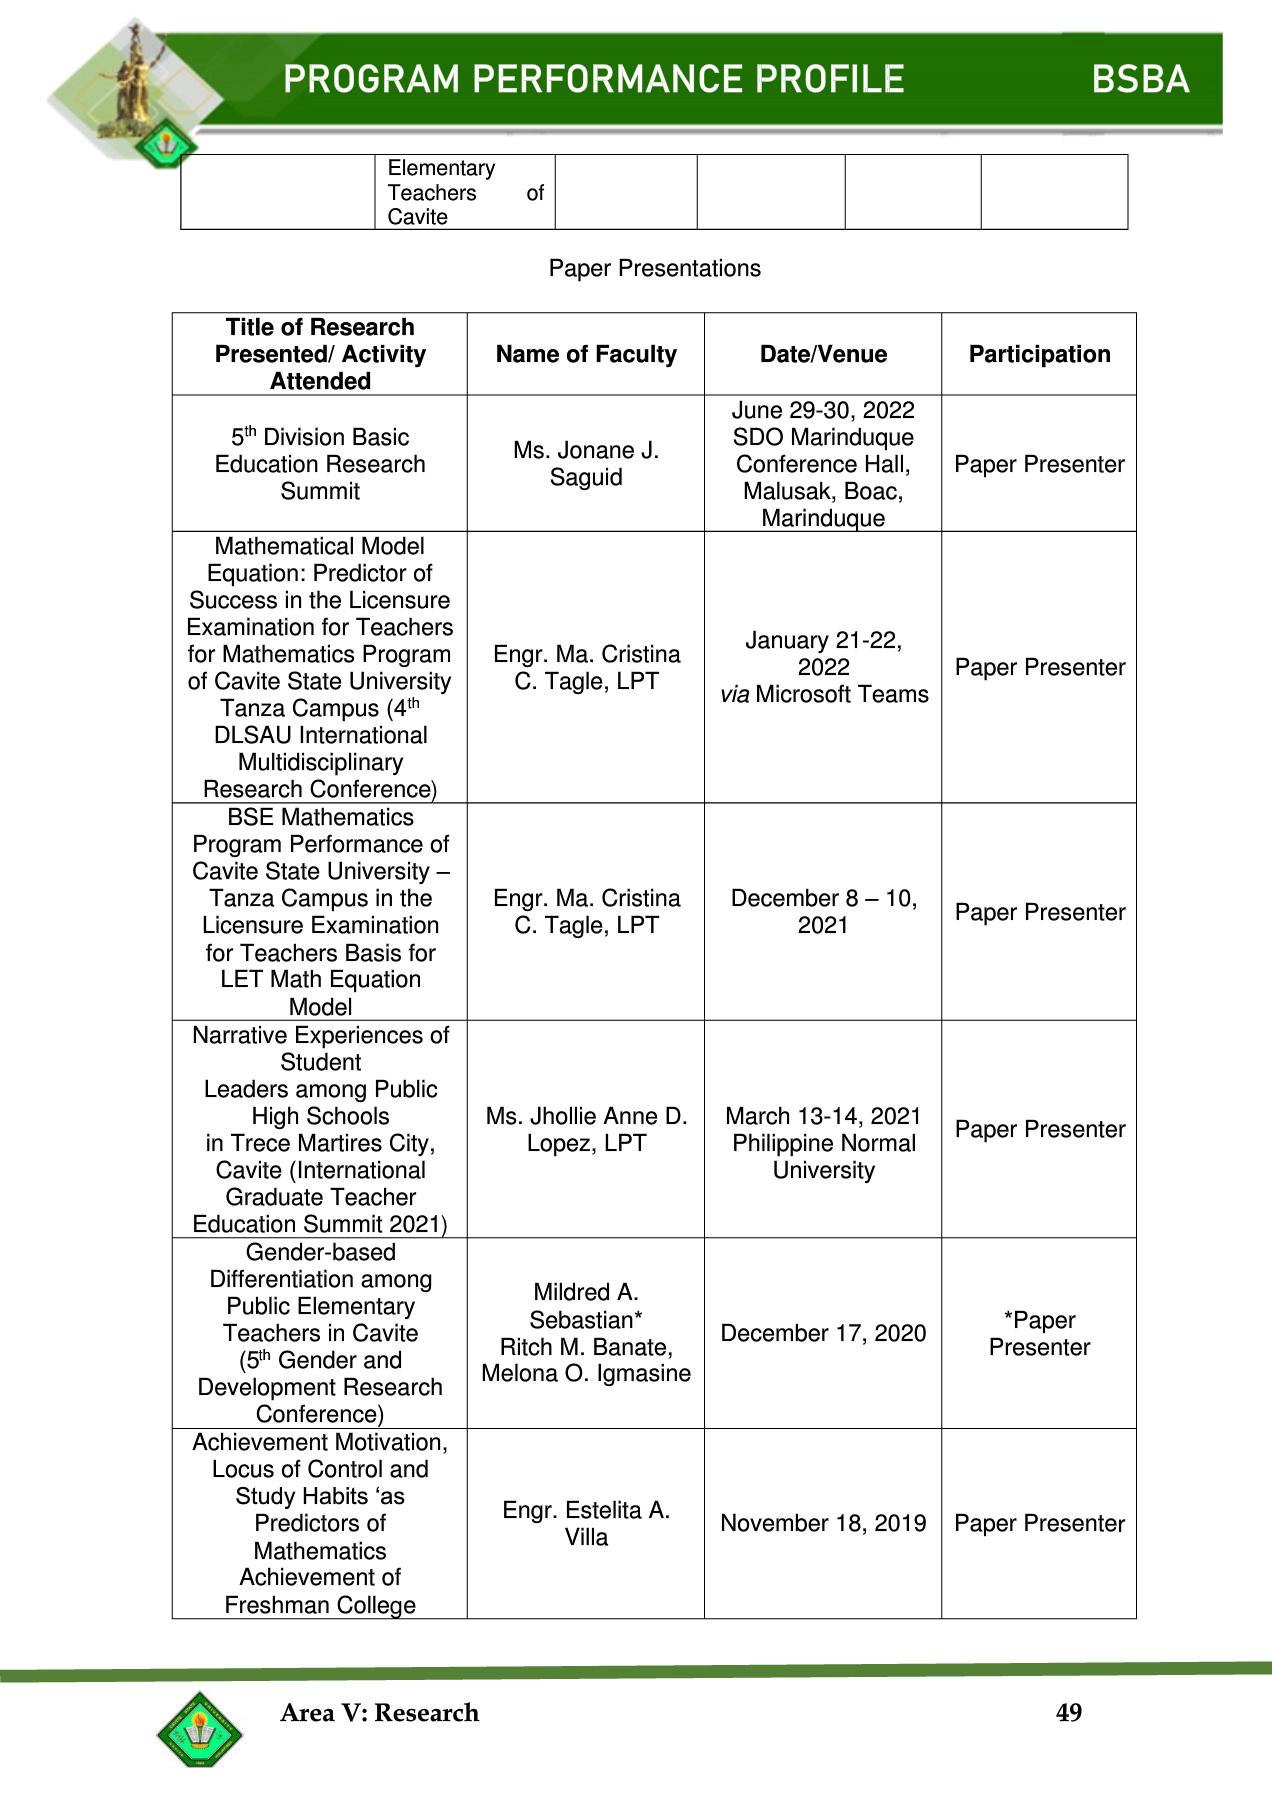 PROGRAM PERFORMANCE PROFILE BSBA
Elementary
Teachers of
Cavite
Paper Presentations
Title of Research
Presented/ Activity
Attended
Name of Faculty
Date/Venue
Participation
5th Division Basic
Education Research
Summit
Ms. Jonane J.
Saguid
June 29-30, 2022
SDO Marinduque
Conference Hall,
Malusak, Boac,
Marinduque
Paper Presenter
Mathematical Model
Equation: Predictor of
Success in the Licensure
Examination for Teachers
for Mathematics Program
of Cavite State University
Tanza Campus (4th
DLSAU International
Multidisciplinary
Research Conference)
Engr. Ma. Cristina
C. Tagle, LPT
January 21-22,
2022
via Microsoft Teams
Paper Presenter
BSE Mathematics
Program Performance of
Cavite State University –
Tanza Campus in the
Licensure Examination
for Teachers Basis for
LET Math Equation
Model
Engr. Ma. Cristina
C. Tagle, LPT
December 8 – 10,
2021
Paper Presenter
Narrative Experiences of
Student
Leaders among Public
High Schools
in Trece Martires City,
Cavite (International
Graduate Teacher
Education Summit 2021)
Ms. Jhollie Anne D.
Lopez, LPT
March 13-14, 2021
Philippine Normal
University
Paper Presenter
Gender-based
Differentiation among
Public Elementary
Teachers in Cavite
(5th Gender and
Development Research
Conference)
Mildred A.
Sebastian*
Ritch M. Banate,
Melona O. Igmasine
December 17, 2020
*Paper
Presenter
Achievement Motivation,
Locus of Control and
Study Habits ‘as
Predictors of
Mathematics
Achievement of
Freshman College
Engr. Estelita A.
Villa
November 18, 2019
Paper Presenter
Area V: Research 49